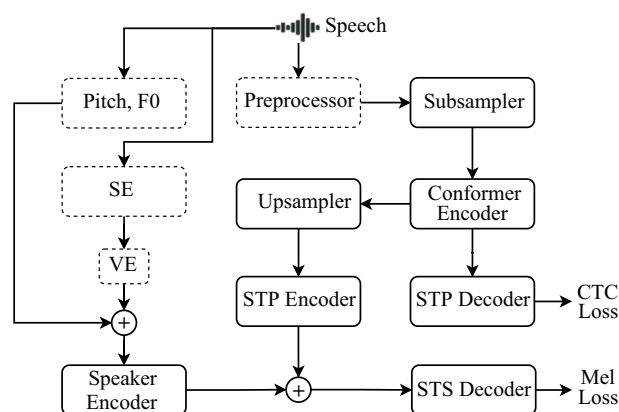 Speech
Pitch, F0
Preprocessor
Subsampler
SE
Upsampler
Conformer
Encoder
VE
STP Encoder
STP Decoder
CTC
Loss
+
Speaker
Encoder
+
STS Decoder
Mel
Loss